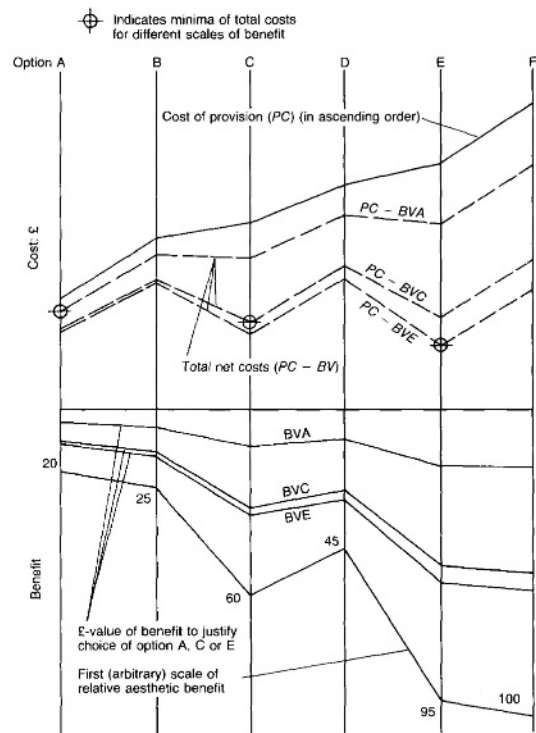 Indicates minima of total costs
for different scales of benefit
Option A B C D E F
Cost of provision (PC) (in ascending order)
PC – BVA
Cost: £
PC – BVC
PC – BVE
Total net costs (PC – BV)
BVA
20
BVC
25
BVE
45
Benefit
60
£-value of benefit to justify
choice of option A, C or E
First (arbitrary) scale of
relative aesthetic benefit
95
100